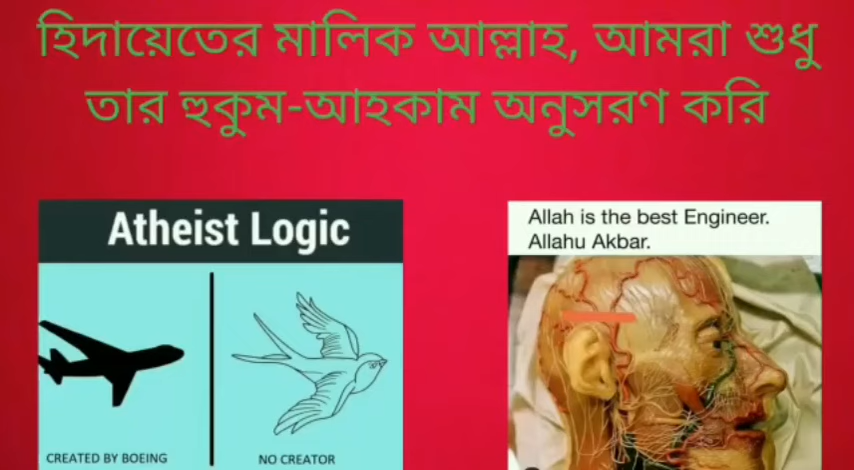 হিদায়েতের মালিক আল্লাহ, আমরা শুধু
তার হুকুম-আহকাম অনুসরণ করি
Atheist Logic
CREATED BY BOEING
NO CREATOR
Allah is the best Engineer.
Allahu Akbar.